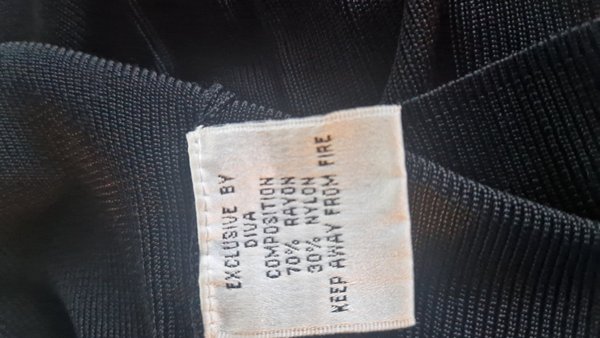 EXCLUSIVE BY
DIVA
COMPOSITION
70% RAYON
30% NYLON
KEEP AWAY FROM FIRE